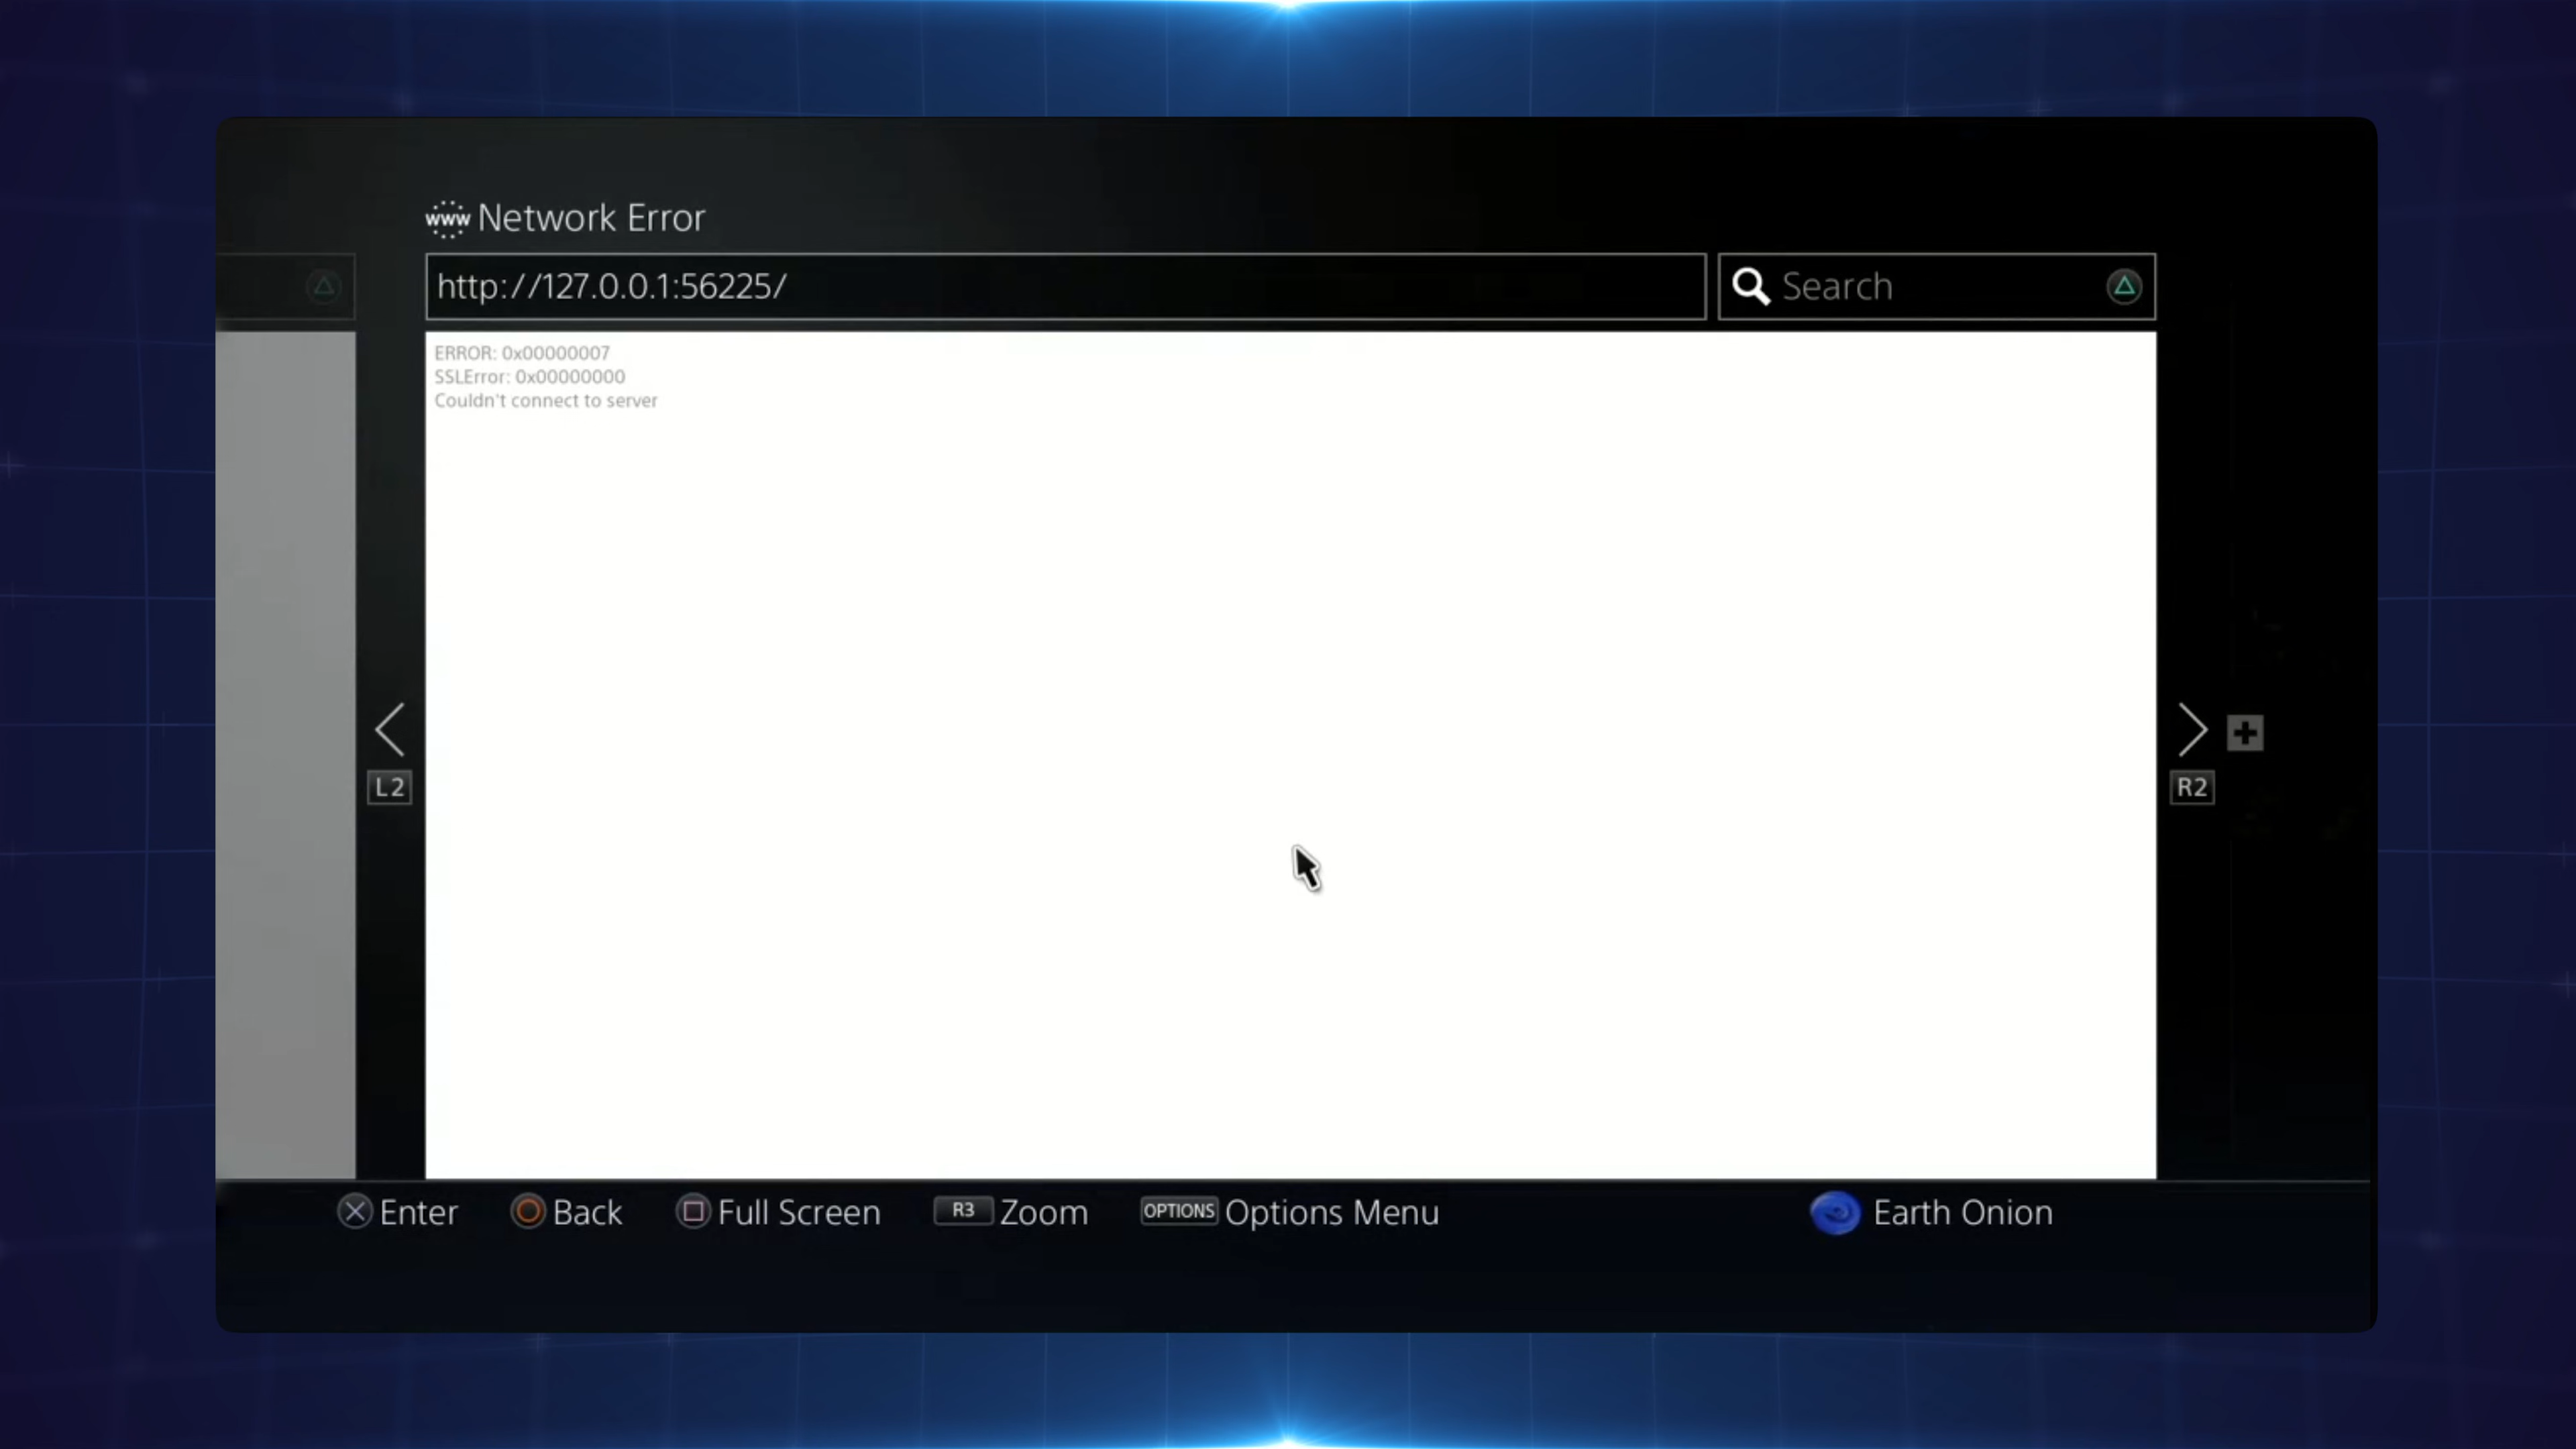 www Network Error
http://127.0.0.1:56225/
Search
ERROR: 0x00000007
SSLError: 0x00000000
Couldn't connect to server
L2
R2
Enter Back Full Screen R3 Zoom OPTIONS Options Menu Earth Onion